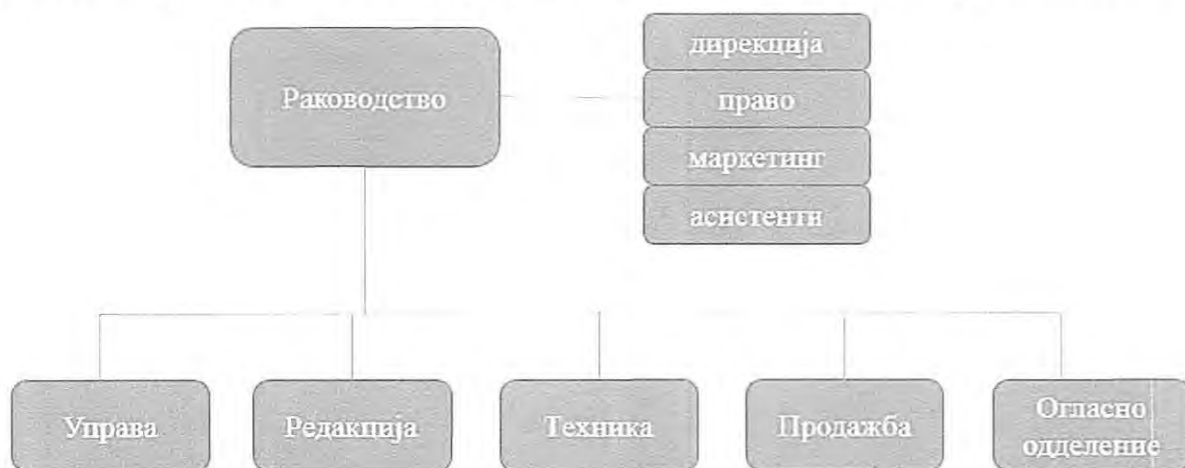 Раководство
дирекција
право
маркетинг
асистенти
Управа
Редакција
Техника
Продажба
Огласно
одделение